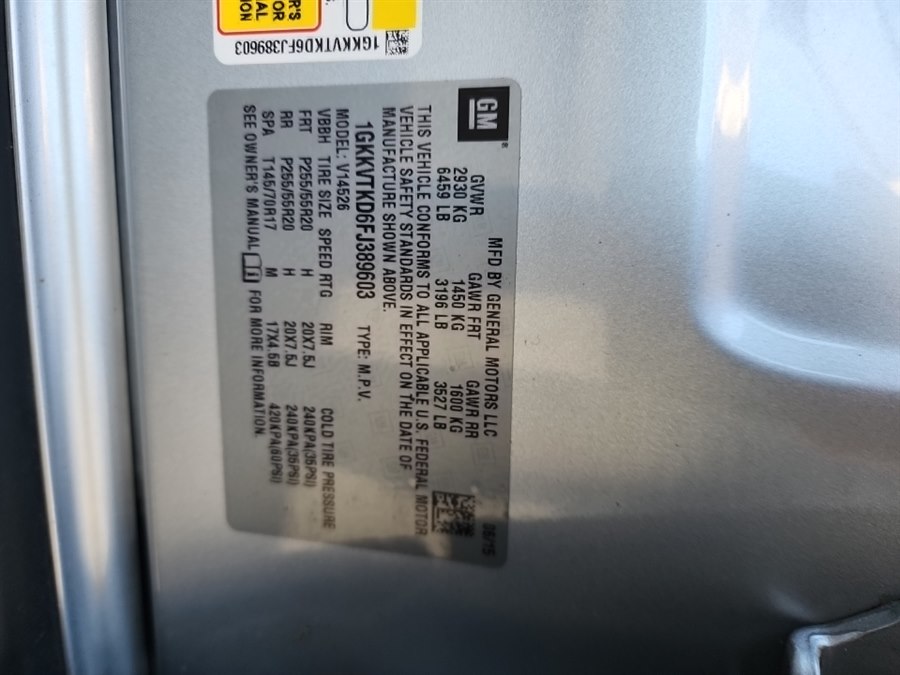 R'S
OR
AL
ION
1GKKVTKD6FJ389603
GM
MFD BY GENERAL MOTORS LLC 06/15
GVWR GAWR FRT GAWR RR
2930 KG 1450 KG 1600 KG
6459 LB 3196 LB 3527 LB
THIS VEHICLE CONFORMS TO ALL APPLICABLE U.S. FEDERAL MOTOR
VEHICLE SAFETY STANDARDS IN EFFECT ON THE DATE OF
MANUFACTURE SHOWN ABOVE.
1GKKVTKD6FJ389603 TYPE: M.P.V.
MODEL: V14526
VBBH TIRE SIZE SPEED RTG RIM COLD TIRE PRESSURE
FRT P255/55R20 H 20X7.5J 240KPA(35PSI)
RR P255/55R20 H 20X7.5J 240KPA(35PSI)
SPA T145/70R17 M 17X4.5B 420KPA(60PSI)
SEE OWNER'S MANUAL FOR MORE INFORMATION.